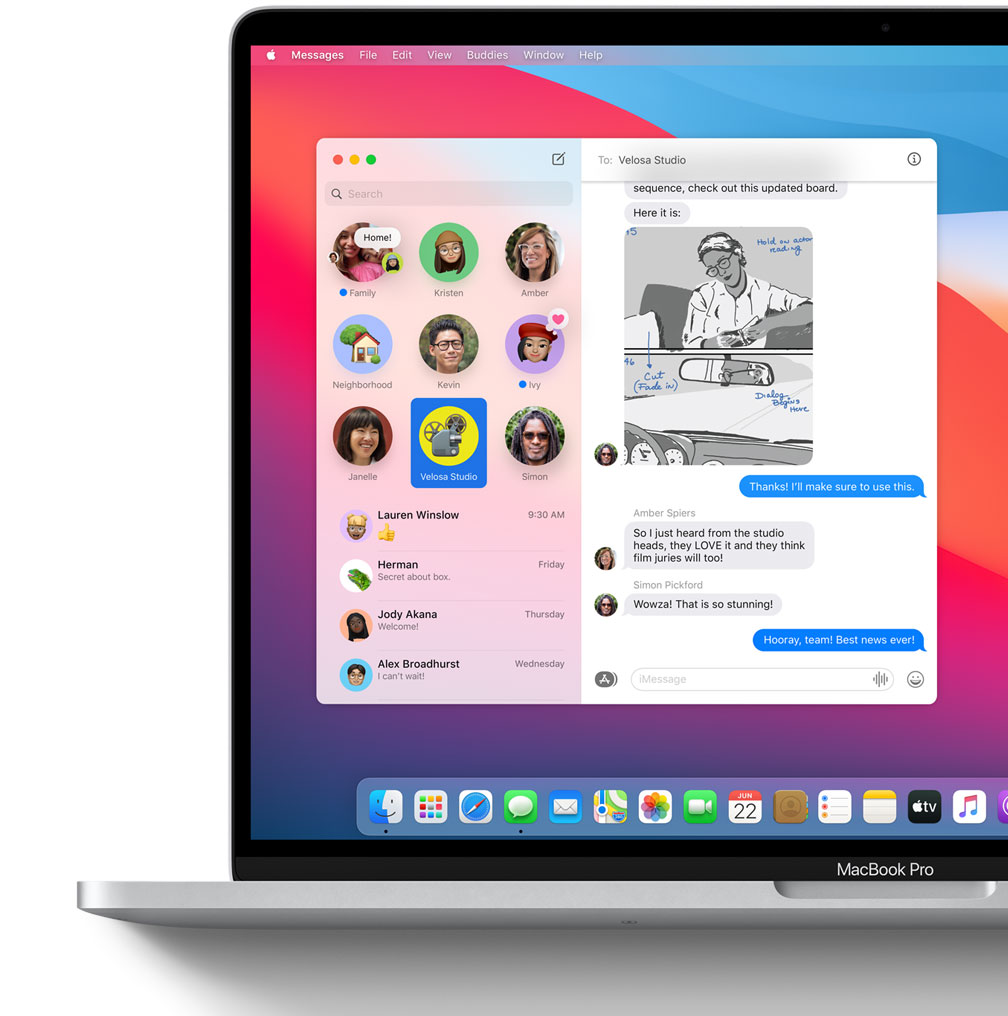 Messages File Edit View Buddies Window Help
Search
Home!
Family Kristen Amber
Neighborhood Kevin Ivy
Janelle Velosa Studio Simon
Lauren Winslow 9:30 AM
Herman Friday
Secret about box.
Jody Akana Thursday
Welcome!
Alex Broadhurst Wednesday
I can't wait!
To: Velosa Studio
sequence, check out this updated board.
Here it is:
Hold on actor
reading
46
Cut
(Fade in)
Dialog
Begins
Here
Thanks! I'll make sure to use this.
Amber Spiers
So I just heard from the studio
heads, they LOVE it and they think
film juries will too!
Simon Pickford
Wowza! That is so stunning!
Hooray, team! Best news ever!
iMessage
JUN
22
tv
MacBook Pro